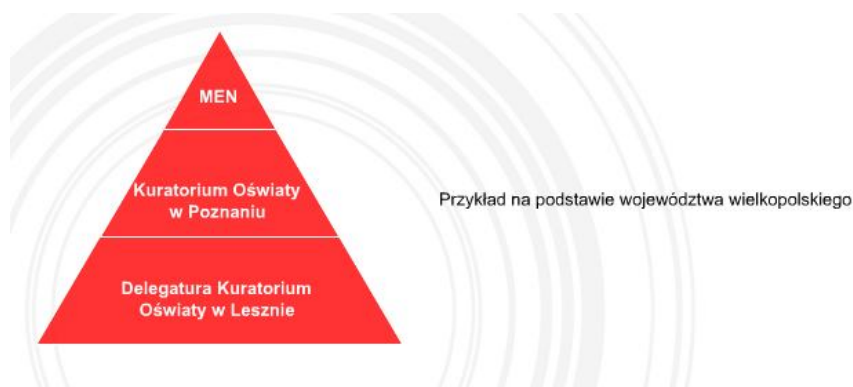 MEN
Kuratorium Oświaty
w Poznaniu
Przykład na podstawie województwa wielkopolskiego
Delegatura Kuratorium
Oświaty w Lesznie